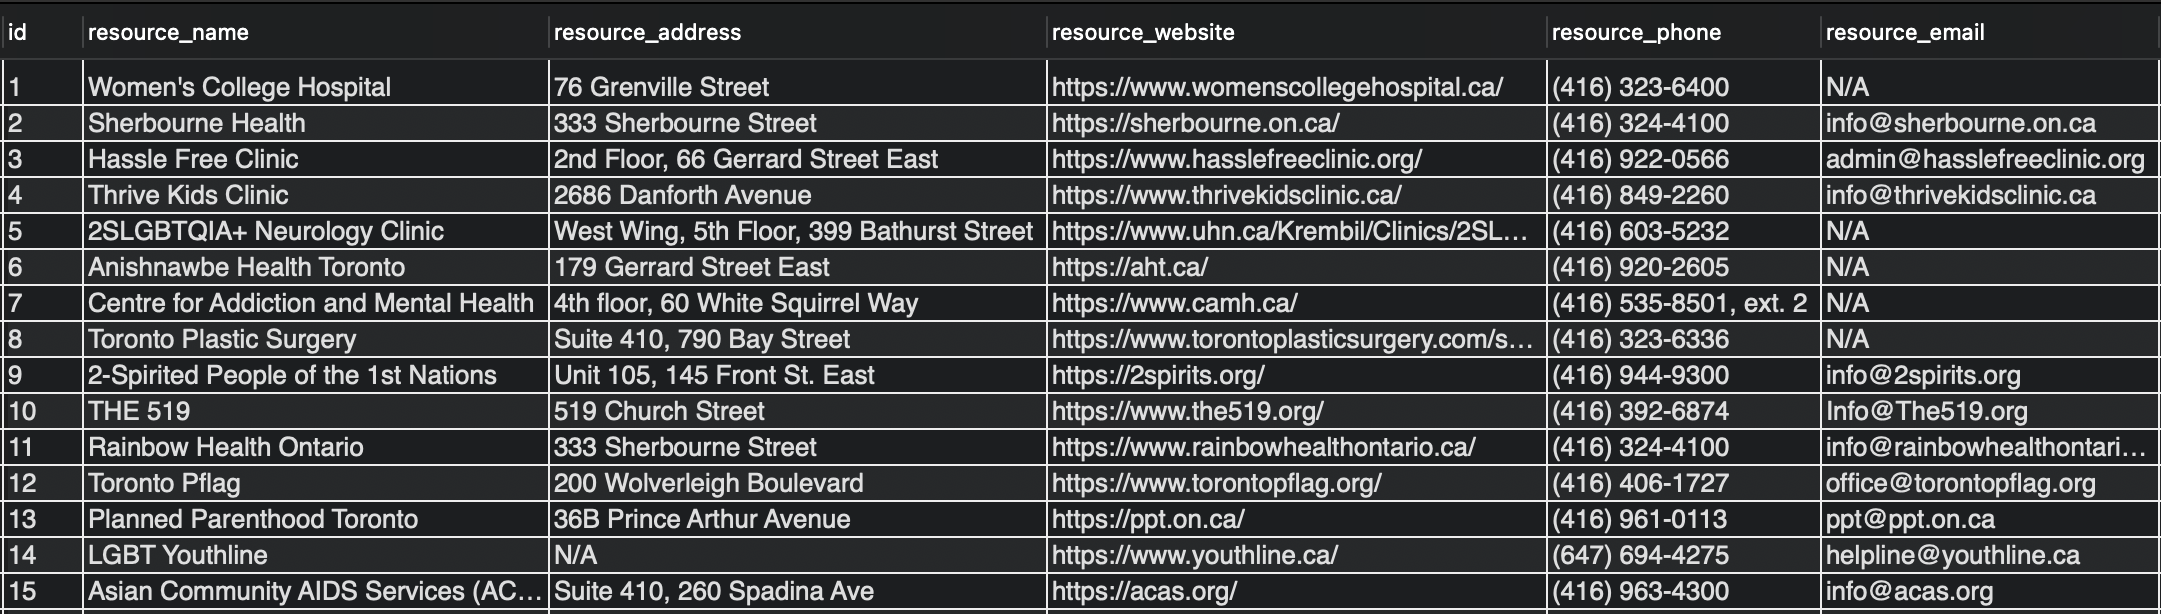 id resource_name resource_address resource_website resource_phone resource_email
1 Women's College Hospital 76 Grenville Street https://www.womenscollegehospital.ca/ (416) 323-6400 N/A
2 Sherbourne Health 333 Sherbourne Street https://sherbourne.on.ca/ (416) 324-4100 info@sherbourne.on.ca
3 Hassle Free Clinic 2nd Floor, 66 Gerrard Street East https://www.hasslefreeclinic.org/ (416) 922-0566 admin@hasslefreeclinic.org
4 Thrive Kids Clinic 2686 Danforth Avenue https://www.thrivekidsclinic.ca/ (416) 849-2260 info@thrivekidsclinic.ca
5 2SLGBTQIA+ Neurology Clinic West Wing, 5th Floor, 399 Bathurst Street https://www.uhn.ca/Krembil/Clinics/2SL... (416) 603-5232 N/A
6 Anishnawbe Health Toronto 179 Gerrard Street East https://aht.ca/ (416) 920-2605 N/A
7 Centre for Addiction and Mental Health 4th floor, 60 White Squirrel Way https://www.camh.ca/ (416) 535-8501, ext. 2 N/A
8 Toronto Plastic Surgery Suite 410, 790 Bay Street https://www.torontoplasticsurgery.com/s... (416) 323-6336 N/A
9 2-Spirited People of the 1st Nations Unit 105, 145 Front St. East https://2spirits.org/ (416) 944-9300 info@2spirits.org
10 THE 519 519 Church Street https://www.the519.org/ (416) 392-6874 Info@The519.org
11 Rainbow Health Ontario 333 Sherbourne Street https://www.rainbowhealthontario.ca/ (416) 324-4100 info@rainbowhealthontari...
12 Toronto Pflag 200 Wolverleigh Boulevard https://www.torontopflag.org/ (416) 406-1727 office@torontopflag.org
13 Planned Parenthood Toronto 36B Prince Arthur Avenue https://ppt.on.ca/ (416) 961-0113 ppt@ppt.on.ca
14 LGBT Youthline N/A https://www.youthline.ca/ (647) 694-4275 helpline@youthline.ca
15 Asian Community AIDS Services (AC... Suite 410, 260 Spadina Ave https://acas.org/ (416) 963-4300 info@acas.org